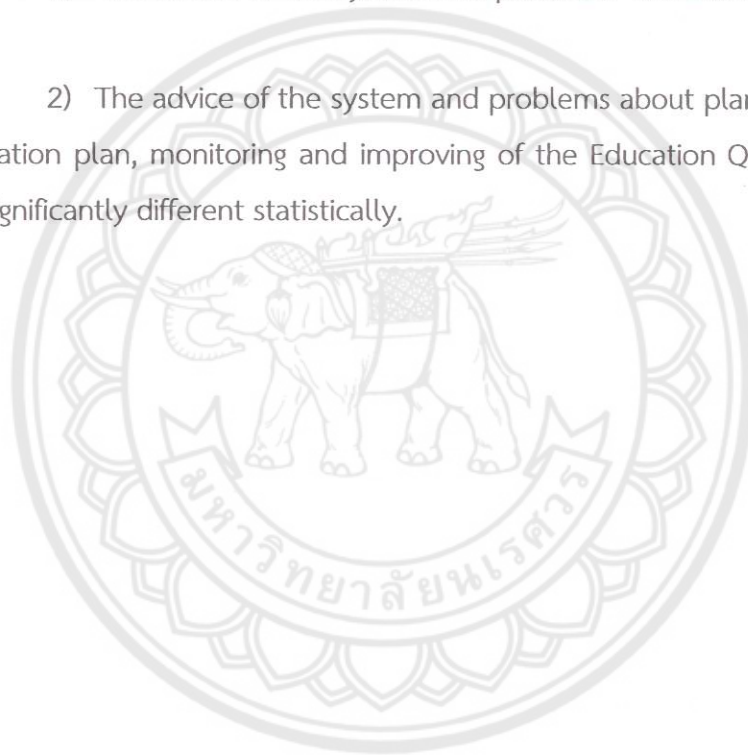 2) The advice of the system and problems about plan
ation plan, monitoring and improving of the Education Q
gnificantly different statistically.
มหาวิทยาลัยนเรศวร